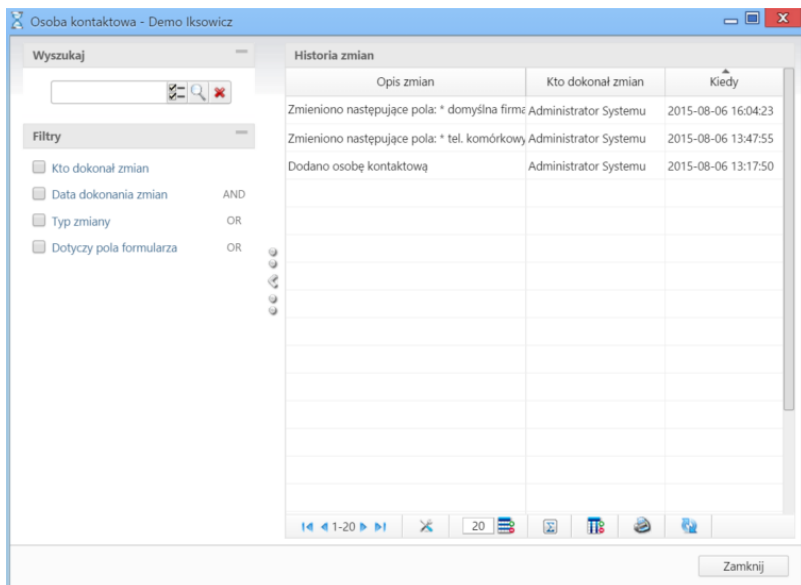 Osoba kontaktowa - Demo Iksowicz
Wyszukaj
Filtry
Kto dokonał zmian
Data dokonania zmian AND
Typ zmiany OR
Dotyczy pola formularza OR
Historia zmian
Opis zmian Kto dokonał zmian Kiedy
Zmieniono następujące pola: * domyślna firma Administrator Systemu 2015-08-06 16:04:23
Zmieniono następujące pola: * tel. komórkowy Administrator Systemu 2015-08-06 13:47:55
Dodano osobę kontaktową Administrator Systemu 2015-08-06 13:17:50
1-20 20
Zamknij